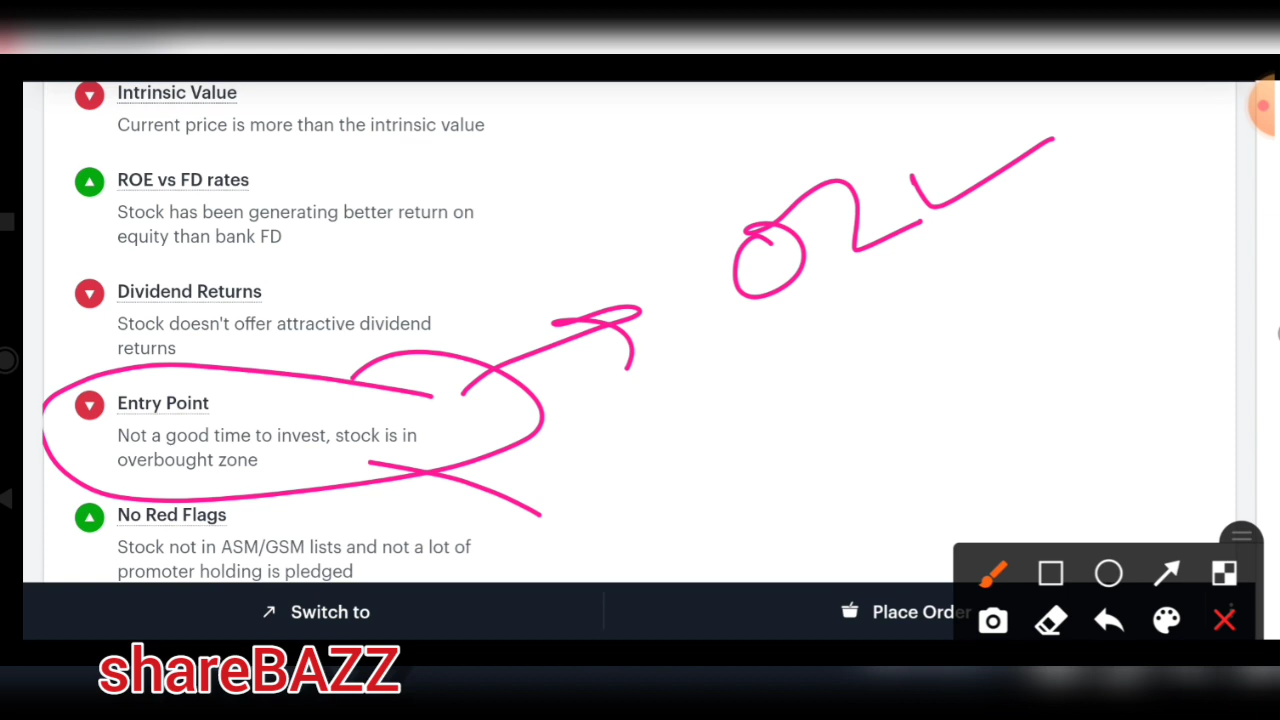 Intrinsic Value
Current price is more than the intrinsic value
ROE vs FD rates
Stock has been generating better return on
equity than bank FD
Dividend Returns
Stock doesn't offer attractive dividend
returns
Entry Point
Not a good time to invest, stock is in
overbought zone
No Red Flags
Stock not in ASM/GSM lists and not a lot of
promoter holding is pledged
Switch to
Place Order
shareBAZZ